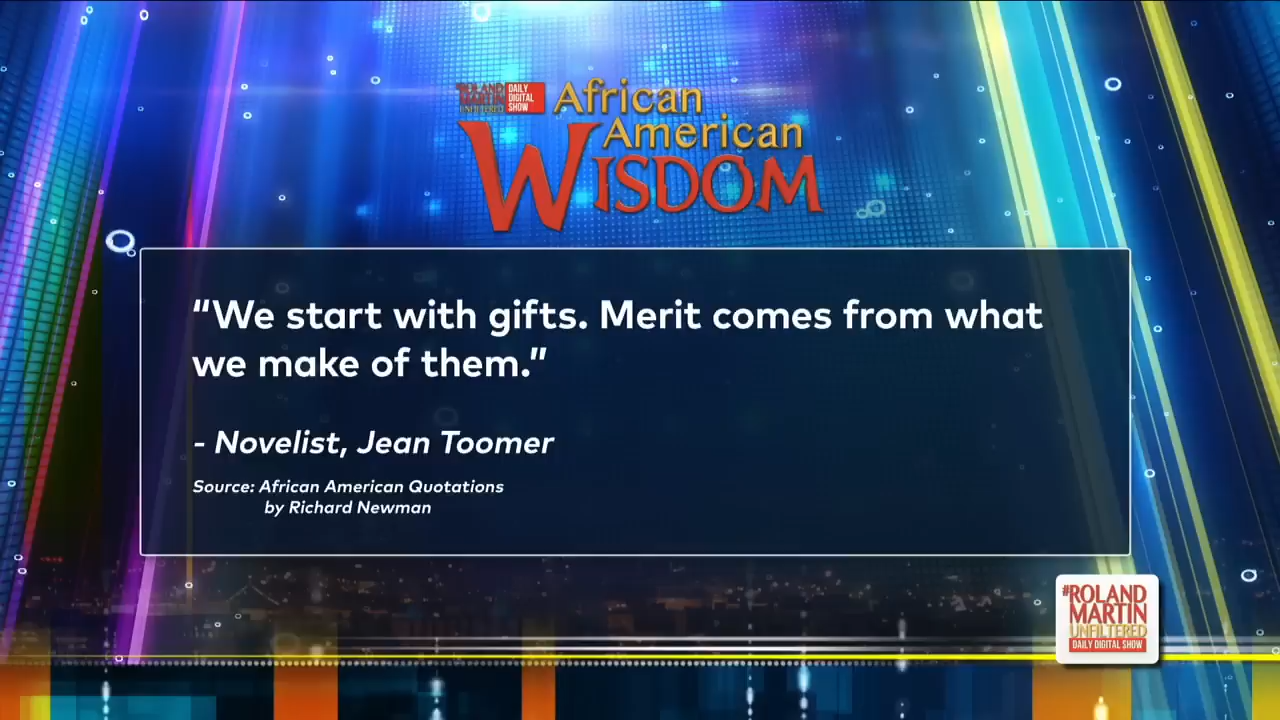 #ROLAND
MARTIN
UNFILTERED
DAILY
DIGITAL
SHOW
African
American
WISDOM
“We start with gifts. Merit comes from what
we make of them.”
- Novelist, Jean Toomer
Source: African American Quotations
by Richard Newman
#ROLAND
MARTIN
UNFILTERED
DAILY DIGITAL SHOW